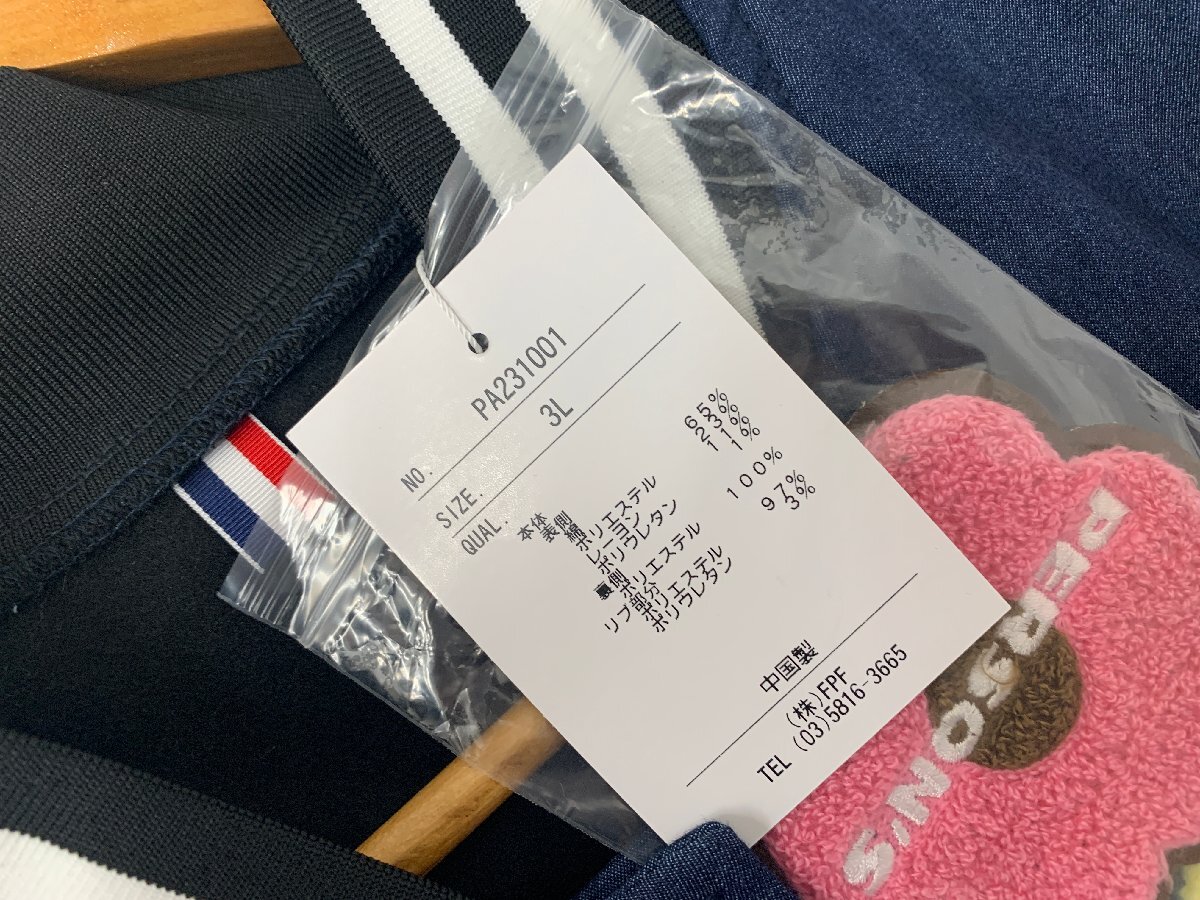 NO. PA231001
SIZE. 3L
QUAL. 本体
表側
綿 65%
ポリエステル 23%
レーヨン 11%
ポリウレタン 1%
裏側
ポリエステル 100%
リブ部分
ポリエステル 97%
ポリウレタン 3%
中国製
(株)FPF
TEL (03)5816-3665
PERSON'S